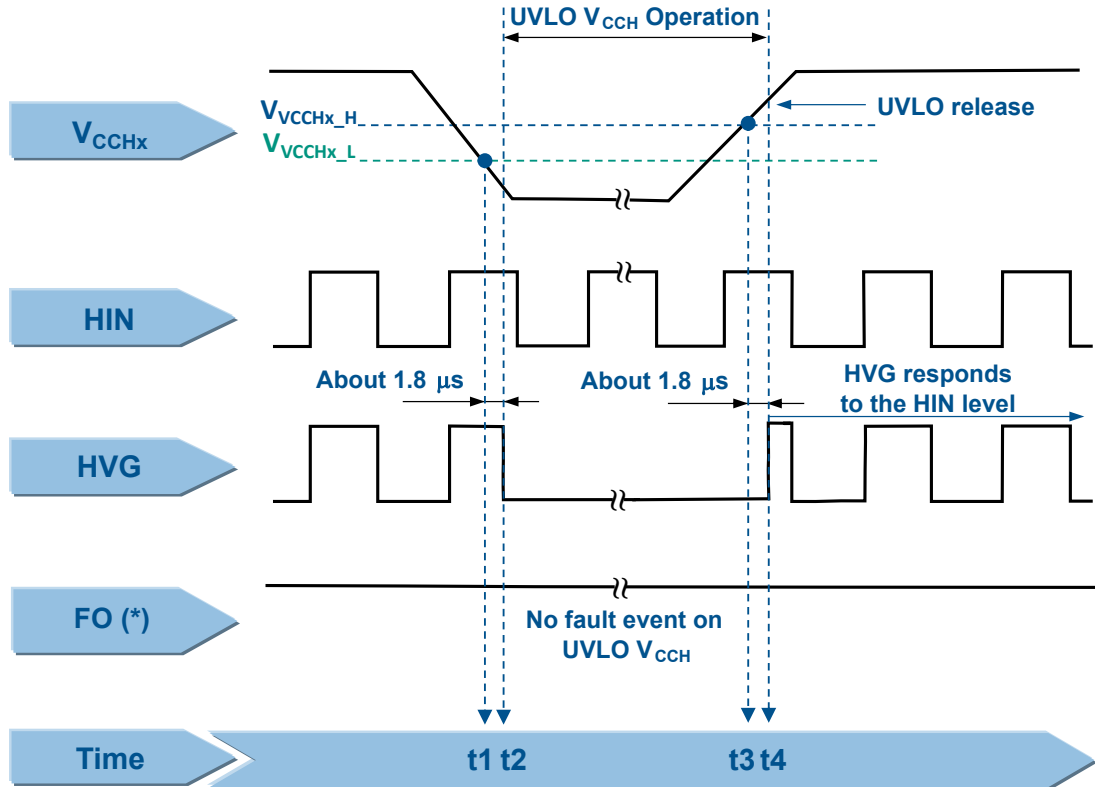 UVLO VCCH Operation
VCCHx
VVCCHx_H
VVCCHx_L
UVLO release
HIN
About 1.8 μs
About 1.8 μs
HVG responds
to the HIN level
HVG
FO (*)
No fault event on
UVLO VCCH
Time
t1 t2
t3 t4